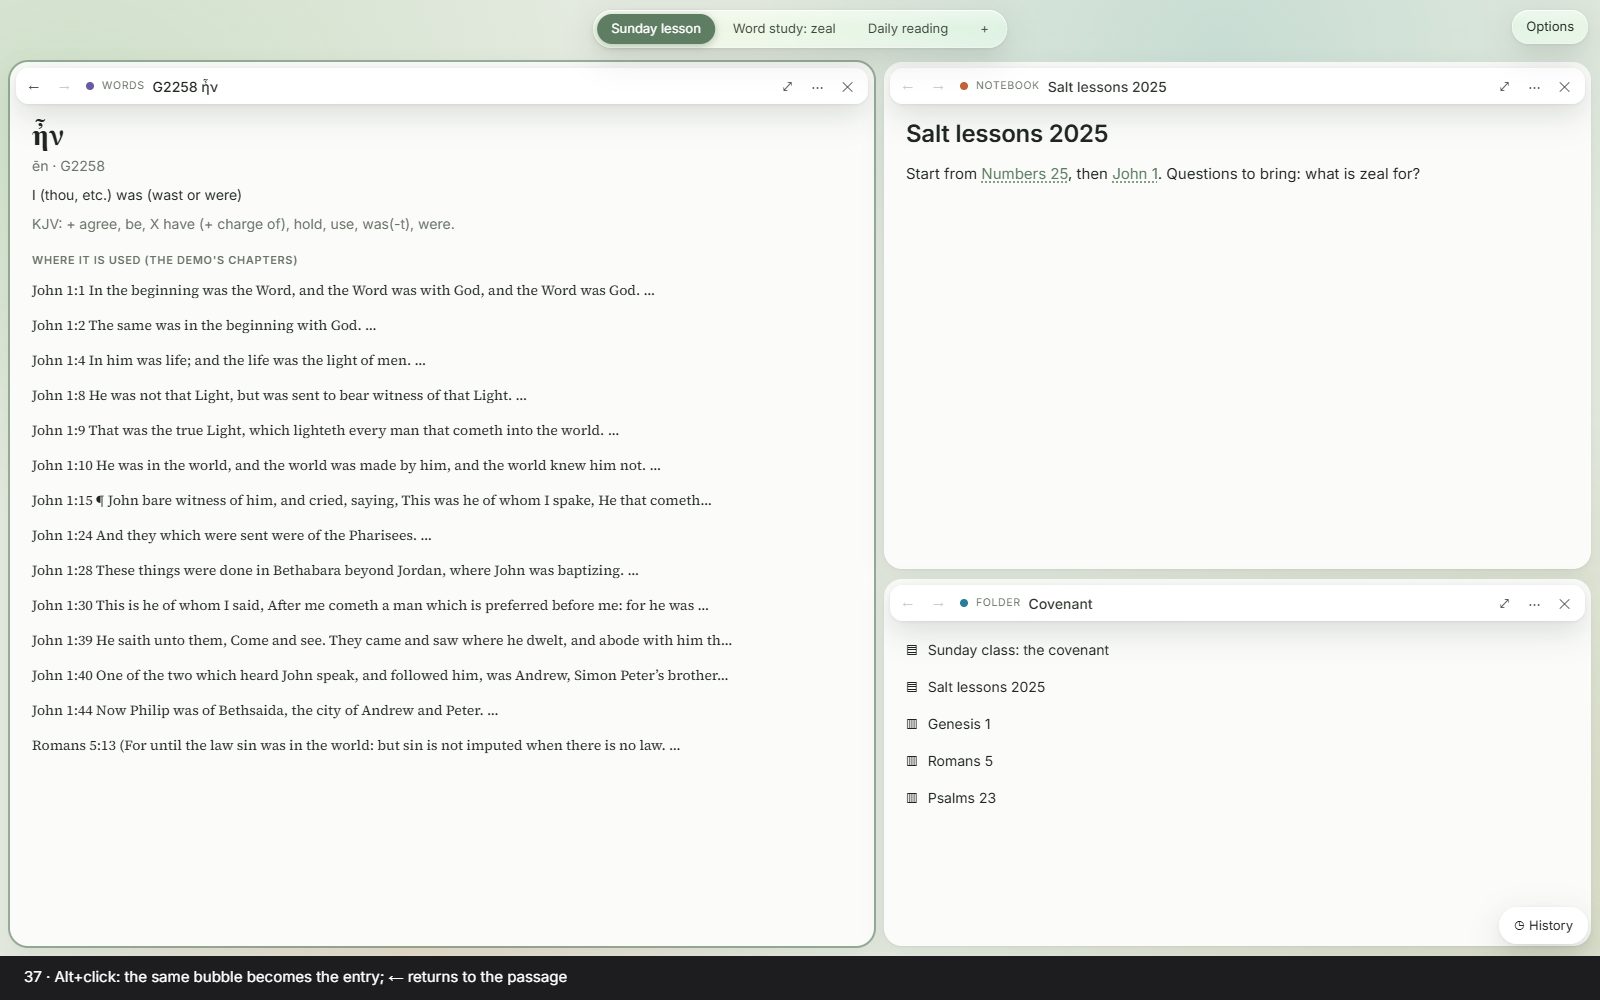 Sunday lesson Word study: zeal Daily reading +
Options
← → WORDS G2258 ἦν
ἦν
ēn · G2258
I (thou, etc.) was (wast or were)
KJV: + agree, be, X have (+ charge of), hold, use, was(-t), were.
WHERE IT IS USED (THE DEMO'S CHAPTERS)
John 1:1 In the beginning was the Word, and the Word was with God, and the Word was God. ...
John 1:2 The same was in the beginning with God. ...
John 1:4 In him was life; and the life was the light of men. ...
John 1:8 He was not that Light, but was sent to bear witness of that Light. ...
John 1:9 That was the true Light, which lighteth every man that cometh into the world. ...
John 1:10 He was in the world, and the world was made by him, and the world knew him not. ...
John 1:15 ¶ John bare witness of him, and cried, saying, This was he of whom I spake, He that cometh...
John 1:24 And they which were sent were of the Pharisees. ...
John 1:28 These things were done in Bethabara beyond Jordan, where John was baptizing. ...
John 1:30 This is he of whom I said, After me cometh a man which is preferred before me: for he was ...
John 1:39 He saith unto them, Come and see. They came and saw where he dwelt, and abode with him th...
John 1:40 One of the two which heard John speak, and followed him, was Andrew, Simon Peter’s brother...
John 1:44 Now Philip was of Bethsaida, the city of Andrew and Peter. ...
Romans 5:13 (For until the law sin was in the world: but sin is not imputed when there is no law. ...
← → NOTEBOOK Salt lessons 2025
Salt lessons 2025
Start from Numbers 25, then John 1. Questions to bring: what is zeal for?
← → FOLDER Covenant
Sunday class: the covenant
Salt lessons 2025
Genesis 1
Romans 5
Psalms 23
History
37 · Alt+click: the same bubble becomes the entry; ← returns to the passage